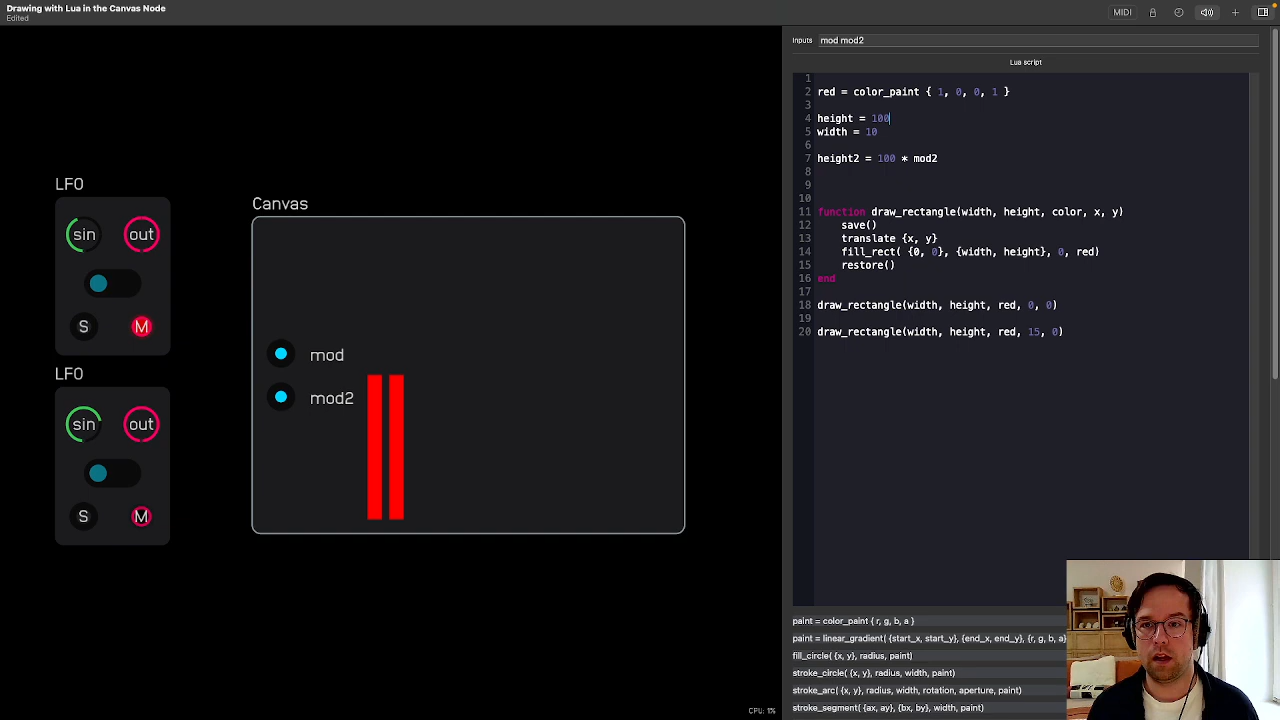 Drawing with Lua in the Canvas Node
Edited
MIDI
Inputs
mod mod2
Lua script
1
2 red = color_paint { 1, 0, 0, 1 }
3
4 height = 100
5 width = 10
6
7 height2 = 100 * mod2
8
9
10
11 function draw_rectangle(width, height, color, x, y)
12 save()
13 translate {x, y}
14 fill_rect( {0, 0}, {width, height}, 0, red)
15 restore()
16 end
17
18 draw_rectangle(width, height, red, 0, 0)
19
20 draw_rectangle(width, height, red, 15, 0)
LFO
sin out
S M
LFO
sin out
S M
Canvas
mod
mod2
CPU: 1%
paint = color_paint { r, g, b, a }
paint = linear_gradient( {start_x, start_y}, {end_x, end_y}, {r, g, b, a}
fill_circle( {x, y}, radius, paint)
stroke_circle( {x, y}, radius, width, paint)
stroke_arc( {x, y}, radius, width, rotation, aperture, paint)
stroke_segment( {ax, ay}, {bx, by}, width, paint)